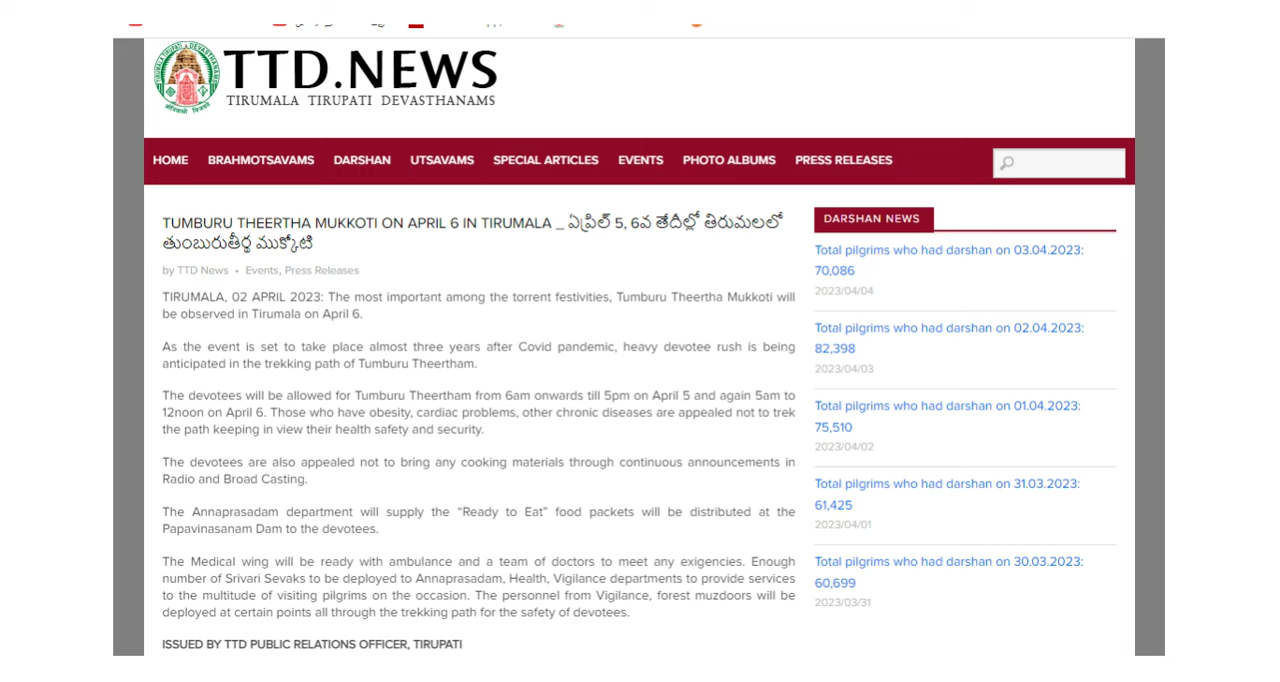 TTD.NEWS
TIRUMALA TIRUPATI DEVASTHANAMS
HOME BRAHMOTSAVAMS DARSHAN UTSAVAMS SPECIAL ARTICLES EVENTS PHOTO ALBUMS PRESS RELEASES
TUMBURU THEERTHA MUKKOTI ON APRIL 6 IN TIRUMALA _ ఏప్రిల్ 5, 6వ తేదీల్లో తిరుమలలో
తుంబురుతీర్థ ముక్కోటి
by TTD News • Events, Press Releases
TIRUMALA, 02 APRIL 2023: The most important among the torrent festivities, Tumburu Theertha Mukkoti will
be observed in Tirumala on April 6.
As the event is set to take place almost three years after Covid pandemic, heavy devotee rush is being
anticipated in the trekking path of Tumburu Theertham.
The devotees will be allowed for Tumburu Theertham from 6am onwards till 5pm on April 5 and again 5am to
12noon on April 6. Those who have obesity, cardiac problems, other chronic diseases are appealed not to trek
the path keeping in view their health safety and security.
The devotees are also appealed not to bring any cooking materials through continuous announcements in
Radio and Broad Casting.
The Annaprasadam department will supply the “Ready to Eat” food packets will be distributed at the
Papavinasanam Dam to the devotees.
The Medical wing will be ready with ambulance and a team of doctors to meet any exigencies. Enough
number of Srivari Sevaks to be deployed to Annaprasadam, Health, Vigilance departments to provide services
to the multitude of visiting pilgrims on the occasion. The personnel from Vigilance, forest muzdoors will be
deployed at certain points all through the trekking path for the safety of devotees.
ISSUED BY TTD PUBLIC RELATIONS OFFICER, TIRUPATI
DARSHAN NEWS
Total pilgrims who had darshan on 03.04.2023:
70,086
2023/04/04
Total pilgrims who had darshan on 02.04.2023:
82,398
2023/04/03
Total pilgrims who had darshan on 01.04.2023:
75,510
2023/04/02
Total pilgrims who had darshan on 31.03.2023:
61,425
2023/04/01
Total pilgrims who had darshan on 30.03.2023:
60,699
2023/03/31